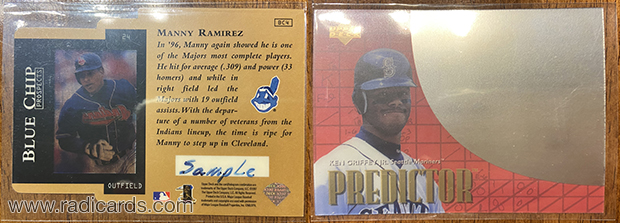 BLUE CHIP
PROSPECTS
24
OUTFIELD
BC4
MANNY RAMIREZ
In '96, Manny again showed he is one
of the Majors most complete players.
He hit for average (.309) and power (33
homers) and while in
right field led the
Majors with 19 outfield
assists. With the depar-
ture of a number of veterans from the
Indians lineup, the time is ripe for
Manny to step up in Cleveland.
Sample
www.radicards.com
KEN GRIFFEY JR. Seattle Mariners
PREDICTOR